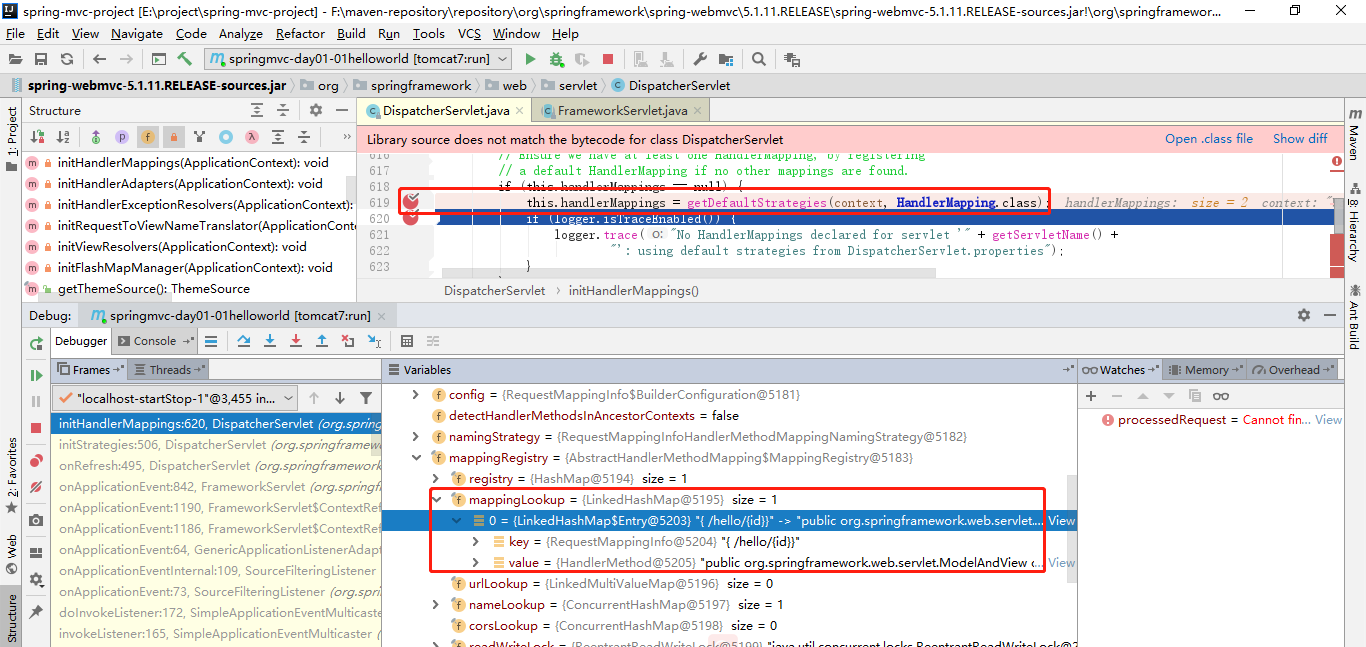 spring-mvc-project [E:\project\spring-mvc-project] - F:\maven-repository\repository\org\springframework\spring-webmvc\5.1.11.RELEASE\spring-webmvc-5.1.11.RELEASE-sources.jar!\org\springframewor...
File Edit View Navigate Code Analyze Refactor Build Run Tools VCS Window Help
springmvc-day01-01helloworld [tomcat7:run]
spring-webmvc-5.1.11.RELEASE-sources.jar org springframework web servlet DispatcherServlet
1: Project
Structure
DispatcherServlet.java
FrameworkServlet.java
Library source does not match the bytecode for class DispatcherServlet
Open .class file Show diff
initHandlerMappings(ApplicationContext): void
initHandlerAdapters(ApplicationContext): void
initHandlerExceptionResolvers(ApplicationContext)
initRequestToViewNameTranslator(ApplicationConte
initViewResolvers(ApplicationContext): void
initFlashMapManager(ApplicationContext): void
getThemeSource(): ThemeSource
616 // Ensure we have at least one HandlerMapping, by registering
617 // a default HandlerMapping if no other mappings are found.
618 if (this.handlerMappings == null) {
619 this.handlerMappings = getDefaultStrategies(context, HandlerMapping.class); handlerMappings: size = 2 context: "
620 if (logger.isTraceEnabled()) {
621 logger.trace( o: "No HandlerMappings declared for servlet '" + getServletName() +
622 "': using default strategies from DispatcherServlet.properties");
623 }
DispatcherServlet › initHandlerMappings()
Maven
8: Hierarchy
Ant Build
Debug: springmvc-day01-01helloworld [tomcat7:run]
Debugger Console
Frames Threads
"localhost-startStop-1"@3,455 in...
initHandlerMappings:620, DispatcherServlet (org.spring
initStrategies:506, DispatcherServlet (org.springframew
onRefresh:495, DispatcherServlet (org.springframework
onApplicationEvent:842, FrameworkServlet (org.springf
onApplicationEvent:1190, FrameworkServlet$ContextRef
onApplicationEvent:1186, FrameworkServlet$ContextRef
onApplicationEvent:64, GenericApplicationListenerAdapt
onApplicationEventInternal:109, SourceFilteringListener
onApplicationEvent:73, SourceFilteringListener (org.spri
doInvokeListener:172, SimpleApplicationEventMulticaste
invokeListener:165, SimpleApplicationEventMulticaster (
Variables
config = {RequestMappingInfo$BuilderConfiguration@5181}
detectHandlerMethodsInAncestorContexts = false
namingStrategy = {RequestMappingInfoHandlerMethodMappingNamingStrategy@5182}
mappingRegistry = {AbstractHandlerMethodMapping$MappingRegistry@5183}
registry = {HashMap@5194} size = 1
mappingLookup = {LinkedHashMap@5195} size = 1
0 = {LinkedHashMap$Entry@5203} "{ /hello/{id}}" -> "public org.springframework.web.servlet.... View
key = {RequestMappingInfo@5204} "{ /hello/{id}}"
value = {HandlerMethod@5205} "public org.springframework.web.servlet.ModelAndView c... View
urlLookup = {LinkedMultiValueMap@5196} size = 0
nameLookup = {ConcurrentHashMap@5197} size = 1
corsLookup = {ConcurrentHashMap@5198} size = 0
readWriteLock = {ReentrantReadWriteLock@5199} "java.util.concurrent.locks.ReentrantReadWriteLock@2
Watches Memory Overhead
processedRequest = Cannot fin... View
2: Favorites
Web
Structure